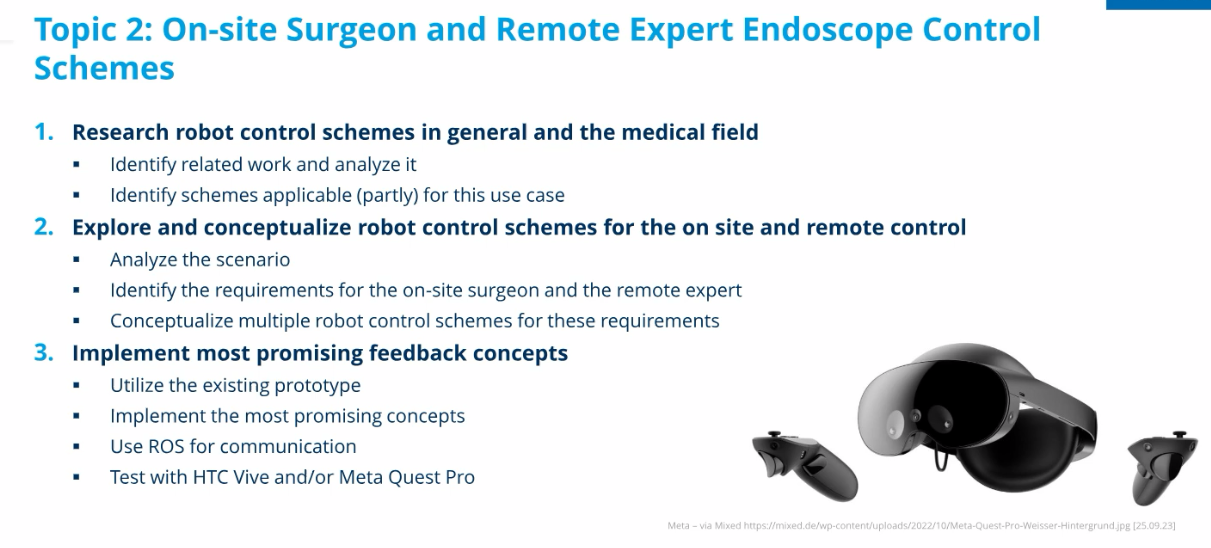 Topic 2: On-site Surgeon and Remote Expert Endoscope Control
Schemes
1. Research robot control schemes in general and the medical field
▪ Identify related work and analyze it
▪ Identify schemes applicable (partly) for this use case
2. Explore and conceptualize robot control schemes for the on site and remote control
▪ Analyze the scenario
▪ Identify the requirements for the on-site surgeon and the remote expert
▪ Conceptualize multiple robot control schemes for these requirements
3. Implement most promising feedback concepts
▪ Utilize the existing prototype
▪ Implement the most promising concepts
▪ Use ROS for communication
▪ Test with HTC Vive and/or Meta Quest Pro
Meta – via Mixed https://mixed.de/wp-content/uploads/2022/10/Meta-Quest-Pro-Weisser-Hintergrund.jpg [25.09.23]